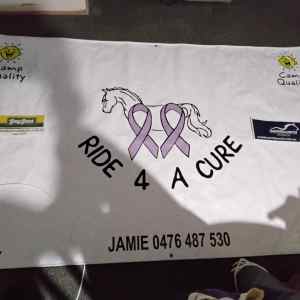 Camp
Quality
Camp
Quality
RIDE 4 A CURE
JAMIE 0476 487 530